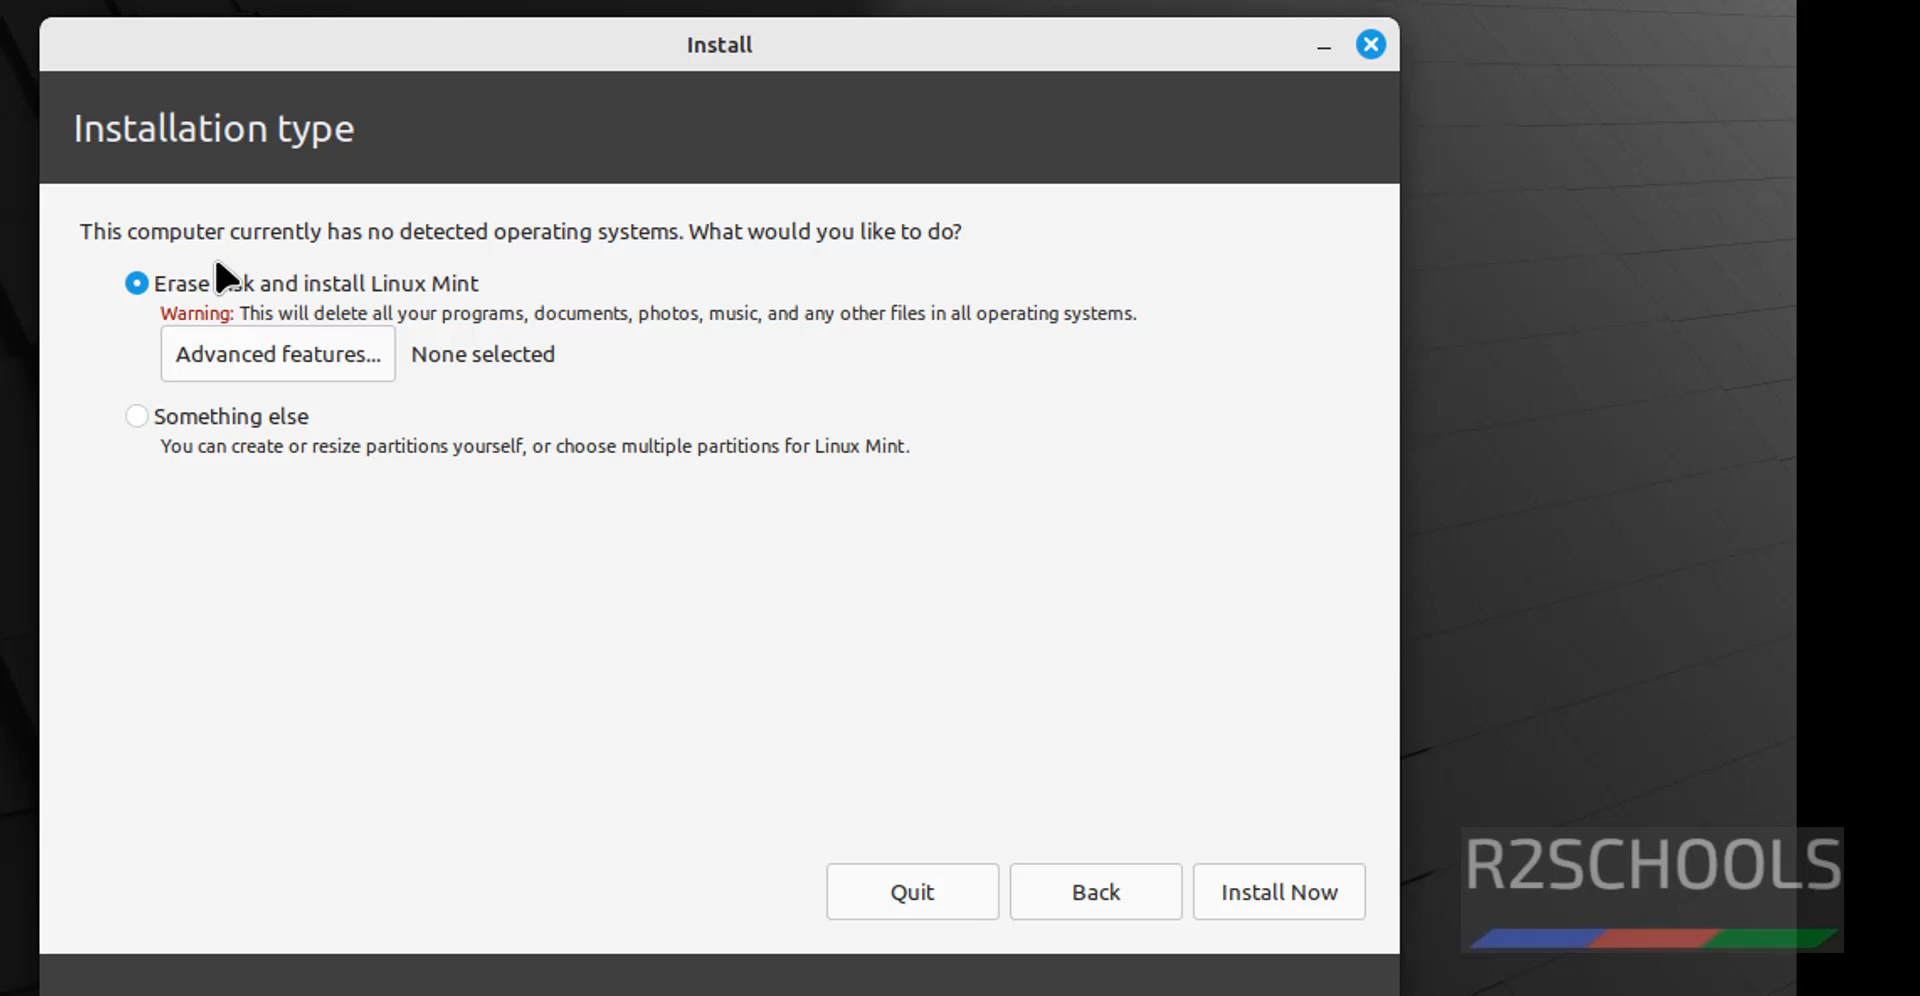 Install
Installation type
This computer currently has no detected operating systems. What would you like to do?
Erase and install Linux Mint
Warning: This will delete all your programs, documents, photos, music, and any other files in all operating systems.
Advanced features... None selected
Something else
You can create or resize partitions yourself, or choose multiple partitions for Linux Mint.
Quit Back Install Now
R2SCHOOLS